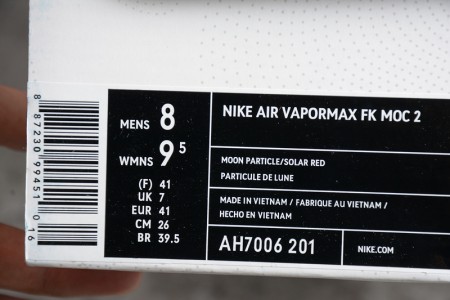 8 87230 99451 016
MENS 8
WMNS 9 5
(F) 41
UK 7
EUR 41
CM 26
BR 39.5
NIKE AIR VAPORMAX FK MOC 2
MOON PARTICLE/SOLAR RED
PARTICULE DE LUNE
MADE IN VIETNAM / FABRIQUE AU VIETNAM /
HECHO EN VIETNAM
AH7006 201
NIKE.COM